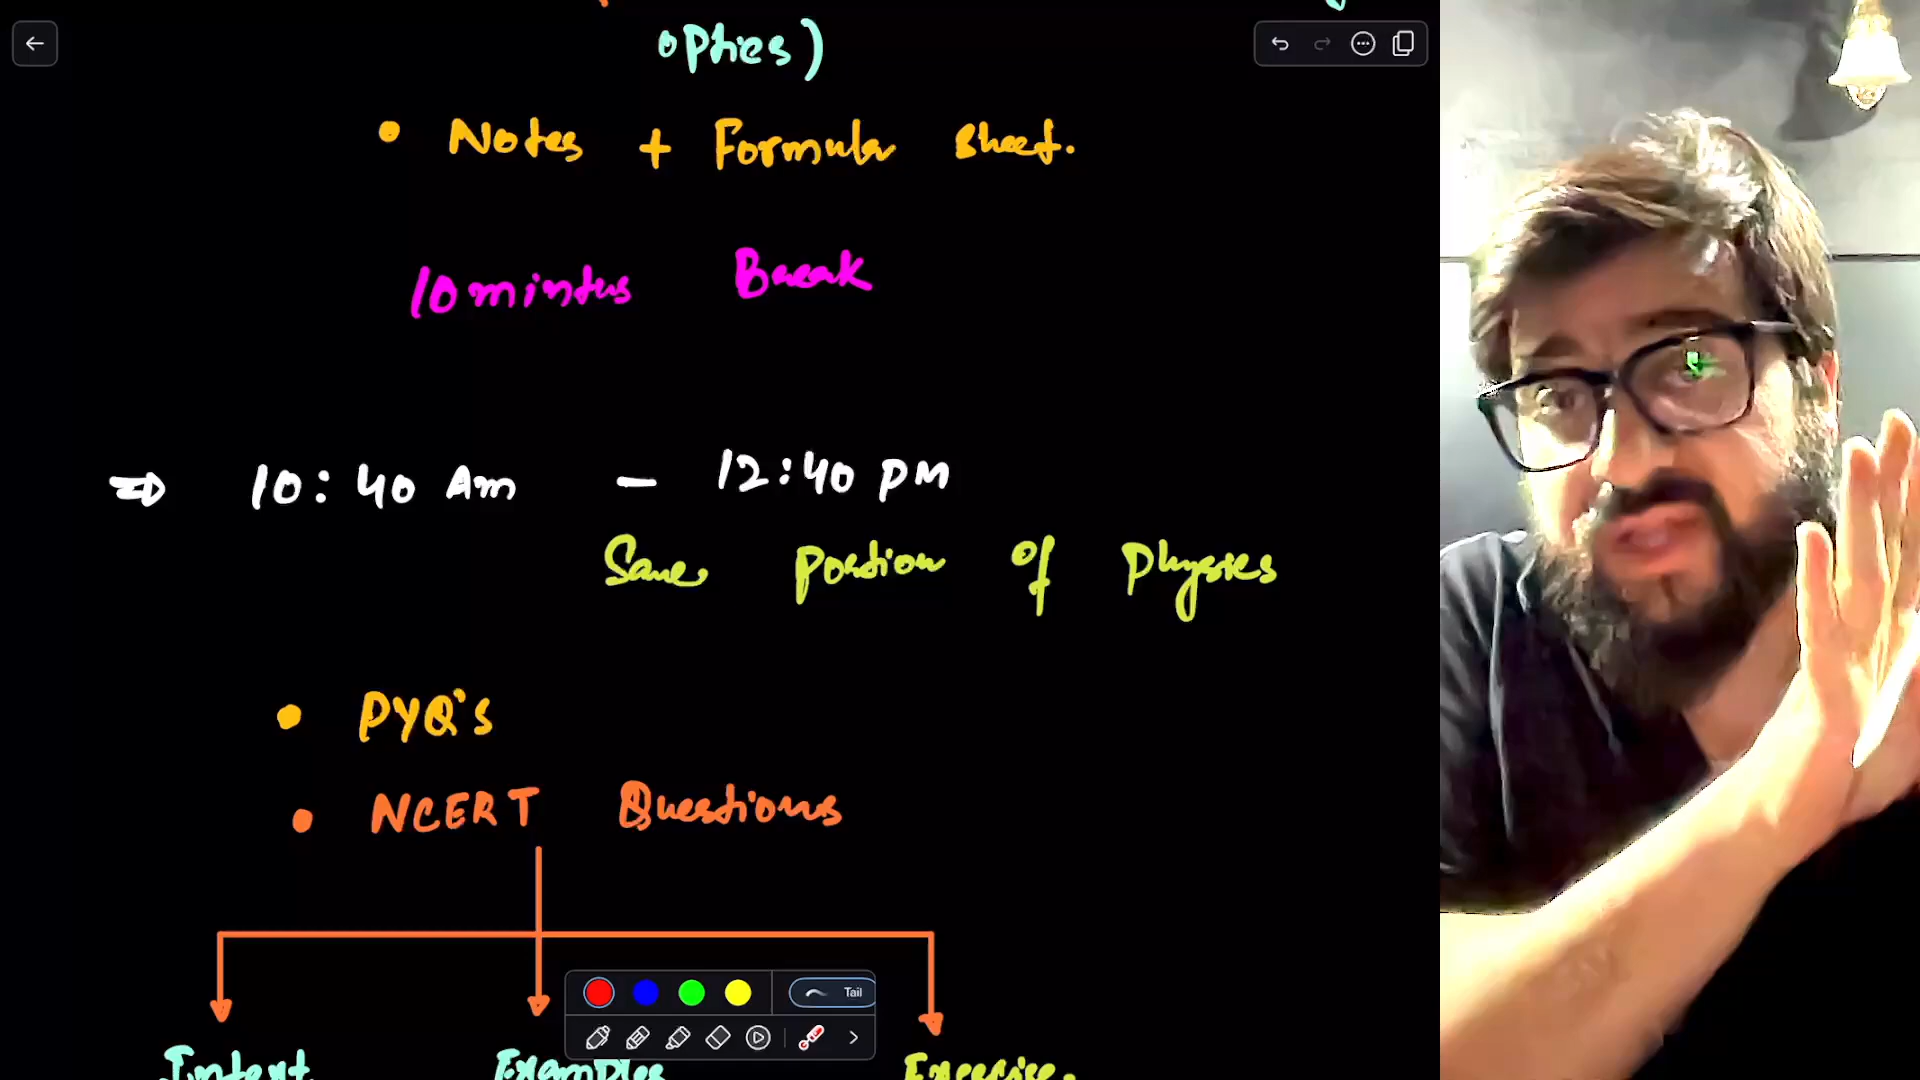 optics)
• Notes + Formula sheet.
10 mintus Break
⇒ 10:40 Am – 12:40 pm
Same portion of physics
• PYQ's
• NCERT Questions
Tail
Intext Examples Exercise.